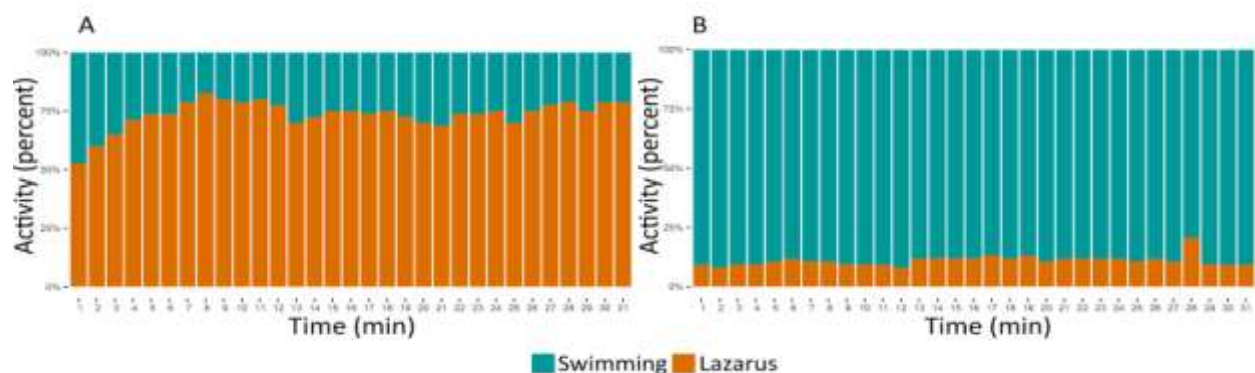 A
B
100%
75%
50%
25%
0%
Activity (percent)
1 2 3 4 5 6 7 8 9 10 11 12 13 14 15 16 17 18 19 20 21 22 23 24 25 26 27 28 29 30 31
Time (min)
100%
75%
50%
25%
0%
Activity (percent)
1 2 3 4 5 6 7 8 9 10 11 12 13 14 15 16 17 18 19 20 21 22 23 24 25 26 27 28 29 30 31
Time (min)
Swimming Lazarus